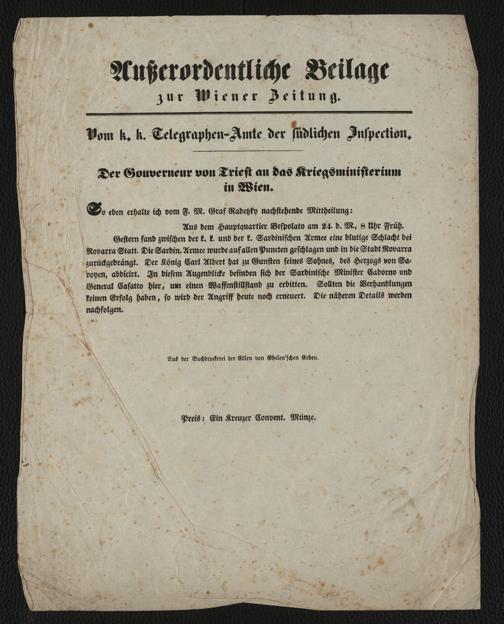 Außerordentliche Beilage
zur Wiener Zeitung.
Vom k. k. Telegraphen-Amte der südlichen Inspection.
Der Gouverneur von Triest an das Kriegsministerium
in Wien.
So eben erhalte ich vom F. M. Graf Radetzky nachstehende Mittheilung:
Aus dem Hauptquartier Vespolato am 24. d. M., 8 Uhr Früh.
Gestern fand zwischen der k. k. und der k. Sardinischen Armee eine blutige Schlacht bei
Novarra Statt. Die Sardin. Armee wurde auf allen Puncten geschlagen und in die Stadt Novarra
zurückgedrängt. Der König Carl Albert hat zu Gunsten seines Sohnes, des Herzogs von Sa-
voyen, abdicirt. In diesem Augenblicke befinden sich der Sardinische Minister Cadorno und
General Cosatto hier, um einen Waffenstillstand zu erbitten. Sollten die Verhandlungen
keinen Erfolg haben, so wird der Angriff heute noch erneuert. Die näheren Details werden
nachfolgen.
Aus der Buchdruckerei der Edlen von Ghelen'schen Erben.
Preis: Ein Kreuzer Convent. Münze.